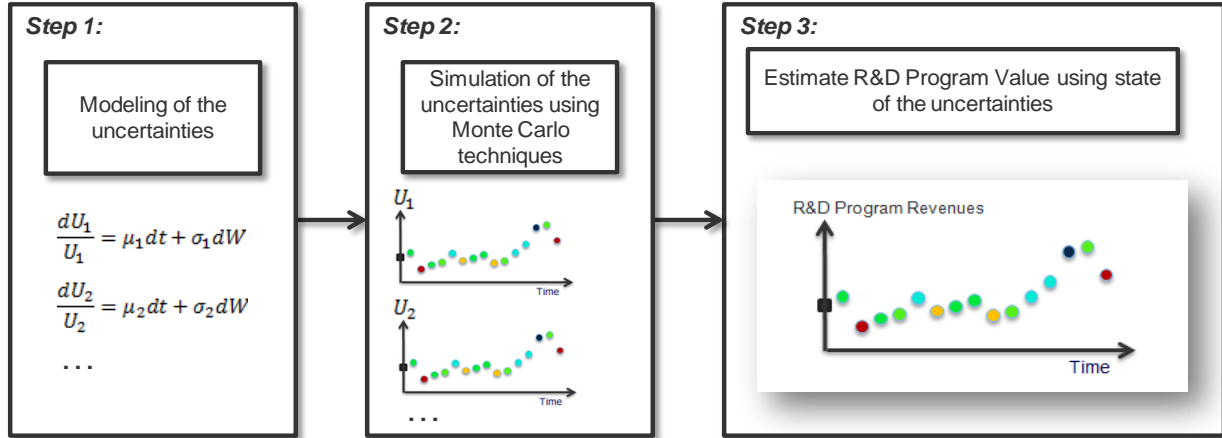 Step 1:
Modeling of the
uncertainties
dU₁/U₁ = μ₁dt + σ₁dW
dU₂/U₂ = μ₂dt + σ₂dW
...
Step 2:
Simulation of the
uncertainties using
Monte Carlo
techniques
U₁
Time
U₂
Time
...
Step 3:
Estimate R&D Program Value using state
of the uncertainties
R&D Program Revenues
Time